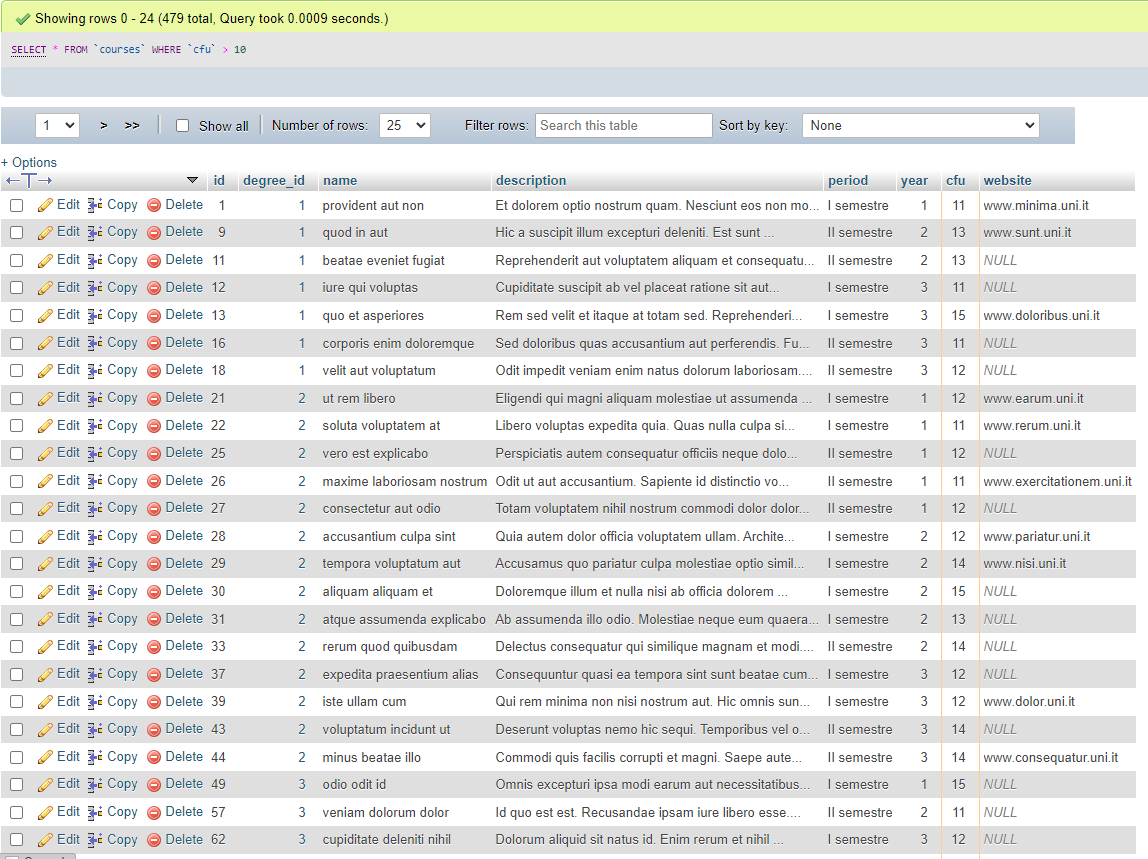 Showing rows 0 - 24 (479 total, Query took 0.0009 seconds.)
SELECT * FROM `courses` WHERE `cfu` > 10
1 > >> Show all Number of rows: 25 Filter rows: Search this table Sort by key: None
+ Options
←T→ id degree_id name description period year cfu website
Edit Copy Delete 1 1 provident aut non Et dolorem optio nostrum quam. Nesciunt eos non mo... I semestre 1 11 www.minima.uni.it
Edit Copy Delete 9 1 quod in aut Hic a suscipit illum excepturi deleniti. Est sunt ... II semestre 2 13 www.sunt.uni.it
Edit Copy Delete 11 1 beatae eveniet fugiat Reprehenderit aut voluptatem aliquam et consequatu... II semestre 2 13 NULL
Edit Copy Delete 12 1 iure qui voluptas Cupiditate suscipit ab vel placeat ratione sit aut... I semestre 3 11 NULL
Edit Copy Delete 13 1 quo et asperiores Rem sed velit et itaque at totam sed. Reprehenderi... I semestre 3 15 www.doloribus.uni.it
Edit Copy Delete 16 1 corporis enim doloremque Sed doloribus quas accusantium aut perferendis. Fu... II semestre 3 11 NULL
Edit Copy Delete 18 1 velit aut voluptatum Odit impedit veniam enim natus dolorum laboriosam.... II semestre 3 12 NULL
Edit Copy Delete 21 2 ut rem libero Eligendi qui magni aliquam molestiae ut assumenda ... I semestre 1 12 www.earum.uni.it
Edit Copy Delete 22 2 soluta voluptatem at Libero voluptas expedita quia. Quas nulla culpa si... I semestre 1 11 www.rerum.uni.it
Edit Copy Delete 25 2 vero est explicabo Perspiciatis autem consequatur officiis neque dolo... II semestre 1 12 NULL
Edit Copy Delete 26 2 maxime laboriosam nostrum Odit ut aut accusantium. Sapiente id distinctio vo... II semestre 1 11 www.exercitationem.uni.it
Edit Copy Delete 27 2 consectetur aut odio Totam voluptatem nihil nostrum commodi dolor dolor... II semestre 1 12 NULL
Edit Copy Delete 28 2 accusantium culpa sint Quia autem dolor officia voluptatem ullam. Archite... I semestre 2 12 www.pariatur.uni.it
Edit Copy Delete 29 2 tempora voluptatum aut Accusamus quo pariatur culpa molestiae optio simil... I semestre 2 14 www.nisi.uni.it
Edit Copy Delete 30 2 aliquam aliquam et Doloremque illum et nulla nisi ab officia dolorem ... I semestre 2 15 NULL
Edit Copy Delete 31 2 atque assumenda explicabo Ab assumenda illo odio. Molestiae neque eum quaera... I semestre 2 13 NULL
Edit Copy Delete 33 2 rerum quod quibusdam Delectus consequatur qui similique magnam et modi.... II semestre 2 14 NULL
Edit Copy Delete 37 2 expedita praesentium alias Consequuntur quasi ea tempora sint sunt beatae cum... I semestre 3 12 NULL
Edit Copy Delete 39 2 iste ullam cum Qui rem minima non nisi nostrum aut. Hic omnis sun... I semestre 3 12 www.dolor.uni.it
Edit Copy Delete 43 2 voluptatum incidunt ut Deserunt voluptas nemo hic sequi. Temporibus vel o... II semestre 3 14 NULL
Edit Copy Delete 44 2 minus beatae illo Commodi quis facilis corrupti et magni. Saepe aute... II semestre 3 14 www.consequatur.uni.it
Edit Copy Delete 49 3 odio odit id Omnis excepturi ipsa modi earum aut necessitatibus... I semestre 1 15 NULL
Edit Copy Delete 57 3 veniam dolorum dolor Id quo est est. Recusandae ipsam iure libero esse.... II semestre 2 11 NULL
Edit Copy Delete 62 3 cupiditate deleniti nihil Dolorum aliquid sit natus id. Enim rerum et nihil ... I semestre 3 12 NULL